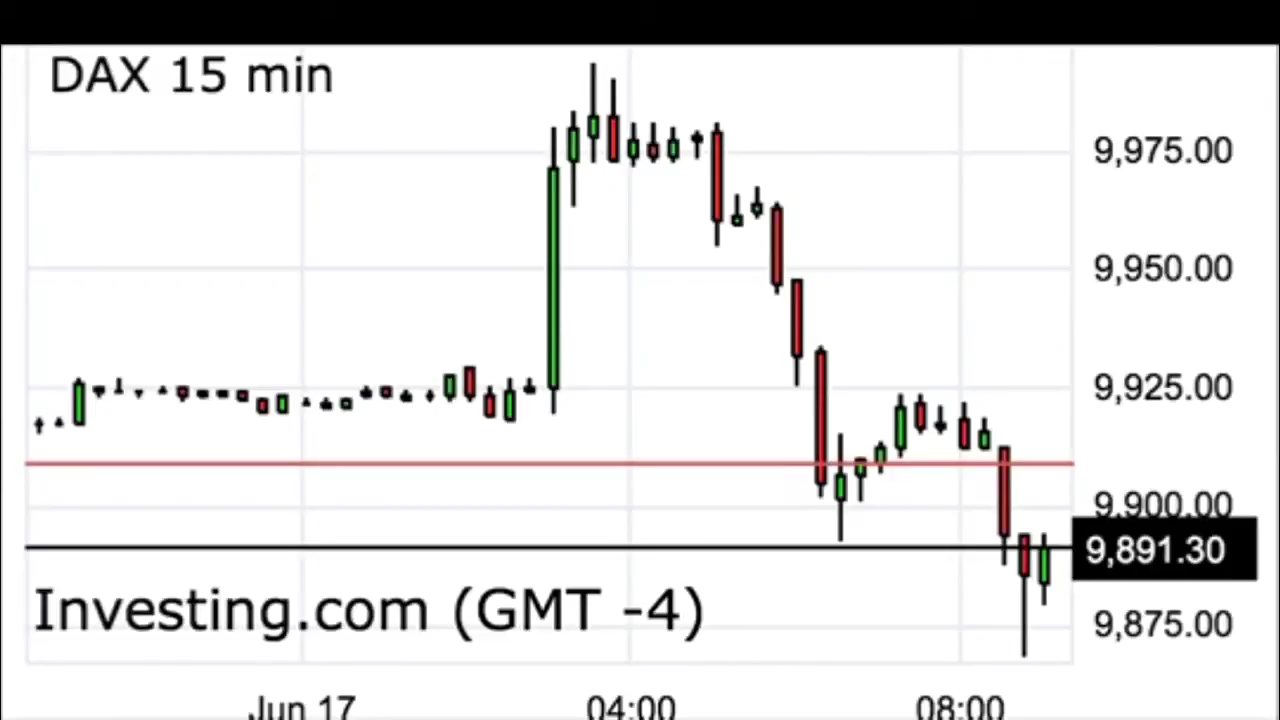 DAX 15 min
9,975.00
9,950.00
9,925.00
9,900.00
9,891.30
Investing.com (GMT -4)
9,875.00
Jun 17 04:00 08:00